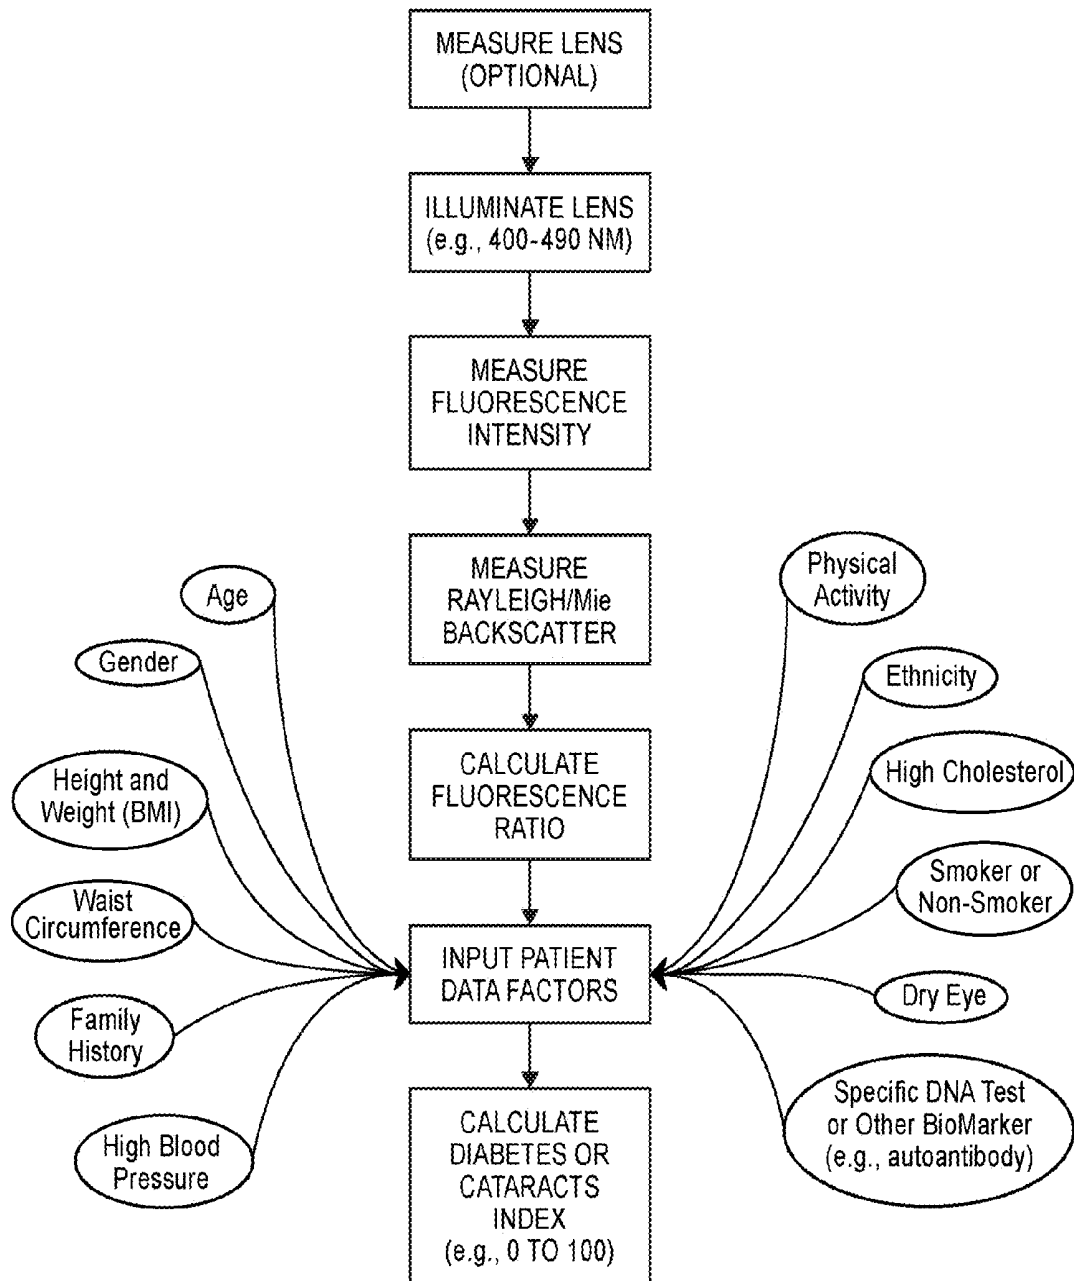 MEASURE LENS
(OPTIONAL)
ILLUMINATE LENS
(e.g., 400-490 NM)
MEASURE
FLUORESCENCE
INTENSITY
MEASURE
RAYLEIGH/Mie
BACKSCATTER
CALCULATE
FLUORESCENCE
RATIO
Age
Gender
Height and
Weight (BMI)
Waist
Circumference
Family
History
High Blood
Pressure
Physical
Activity
Ethnicity
High Cholesterol
Smoker or
Non-Smoker
Dry Eye
Specific DNA Test
or Other BioMarker
(e.g., autoantibody)
INPUT PATIENT
DATA FACTORS
CALCULATE
DIABETES OR
CATARACTS
INDEX
(e.g., 0 TO 100)